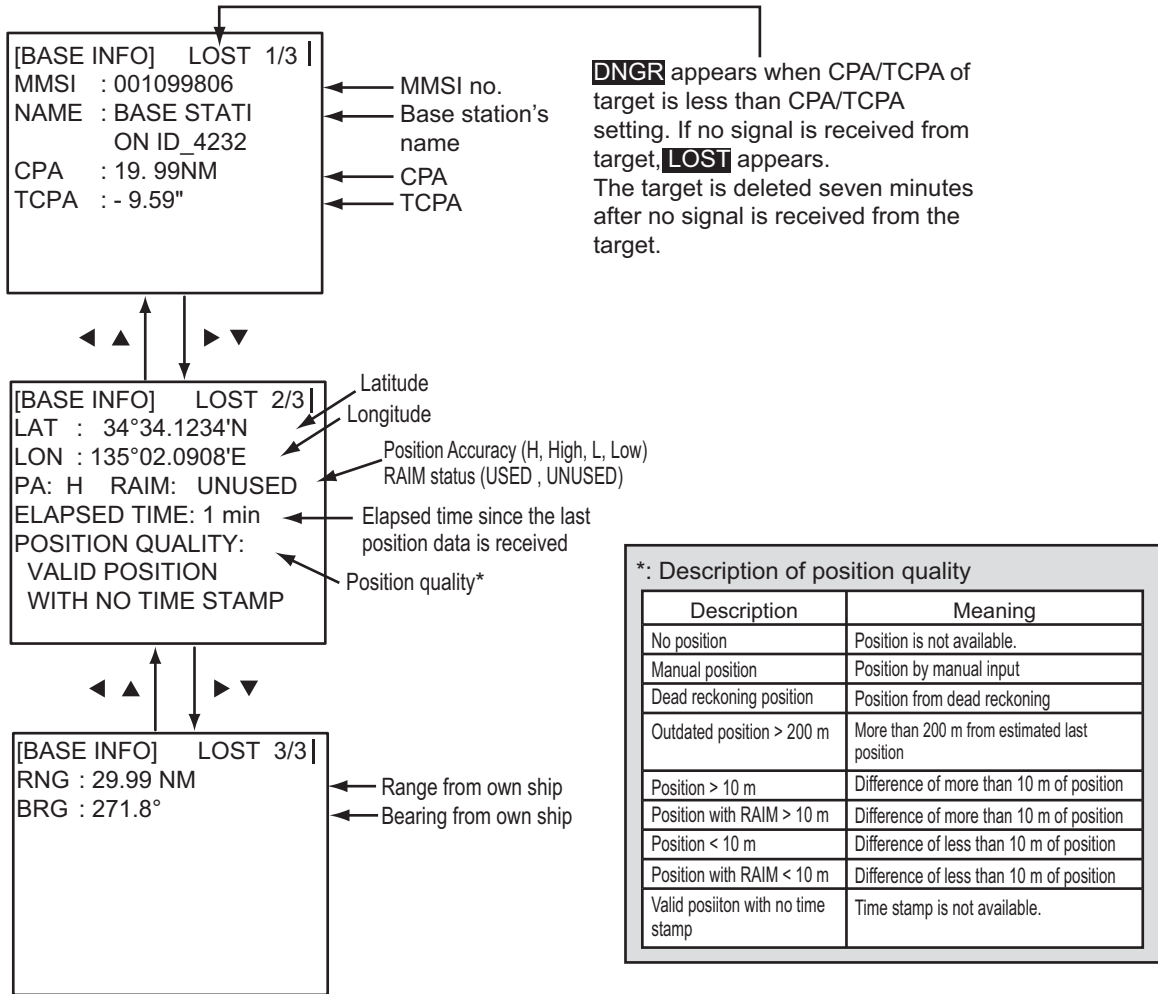 [BASE INFO] LOST 1/3
MMSI : 001099806
NAME : BASE STATI
ON ID_4232
CPA : 19. 99NM
TCPA : - 9.59"
MMSI no.
Base station's
name
CPA
TCPA
DNGR appears when CPA/TCPA of
target is less than CPA/TCPA
setting. If no signal is received from
target, LOST appears.
The target is deleted seven minutes
after no signal is received from the
target.
◀ ▲ ▶ ▼
[BASE INFO] LOST 2/3
LAT : 34°34.1234'N
LON : 135°02.0908'E
PA: H RAIM: UNUSED
ELAPSED TIME: 1 min
POSITION QUALITY:
VALID POSITION
WITH NO TIME STAMP
Latitude
Longitude
Position Accuracy (H, High, L, Low)
RAIM status (USED , UNUSED)
Elapsed time since the last
position data is received
Position quality*
◀ ▲ ▶ ▼
[BASE INFO] LOST 3/3
RNG : 29.99 NM
BRG : 271.8°
Range from own ship
Bearing from own ship
*: Description of position quality
Description Meaning
No position Position is not available.
Manual position Position by manual input
Dead reckoning position Position from dead reckoning
Outdated position > 200 m More than 200 m from estimated last
position
Position > 10 m Difference of more than 10 m of position
Position with RAIM > 10 m Difference of more than 10 m of position
Position < 10 m Difference of less than 10 m of position
Position with RAIM < 10 m Difference of less than 10 m of position
Valid posiiton with no time
stamp Time stamp is not available.